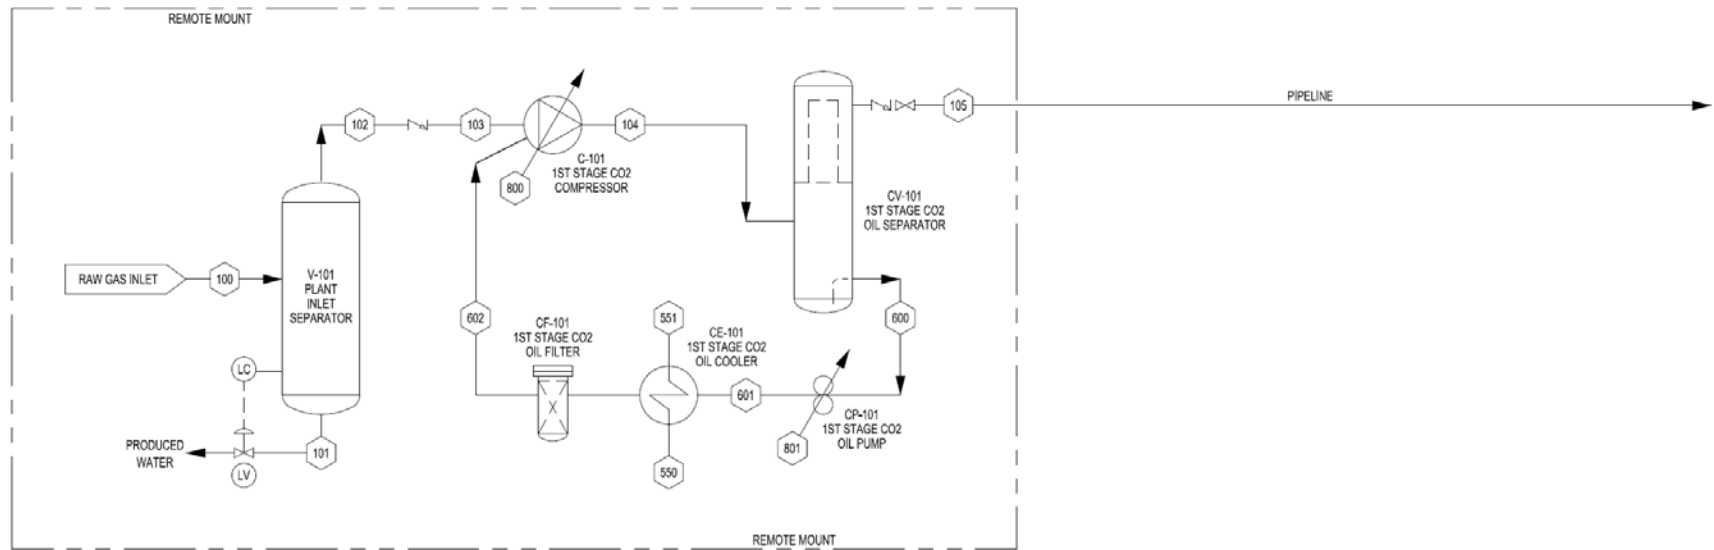 REMOTE MOUNT
PIPELINE
105
102
103
104
C-101
1ST STAGE CO2
COMPRESSOR
800
CV-101
1ST STAGE CO2
OIL SEPARATOR
RAW GAS INLET
100
V-101
PLANT
INLET
SEPARATOR
602
CF-101
1ST STAGE CO2
OIL FILTER
551
CE-101
1ST STAGE CO2
OIL COOLER
600
LC
601
CP-101
1ST STAGE CO2
OIL PUMP
801
PRODUCED
WATER
101
LV
550
REMOTE MOUNT